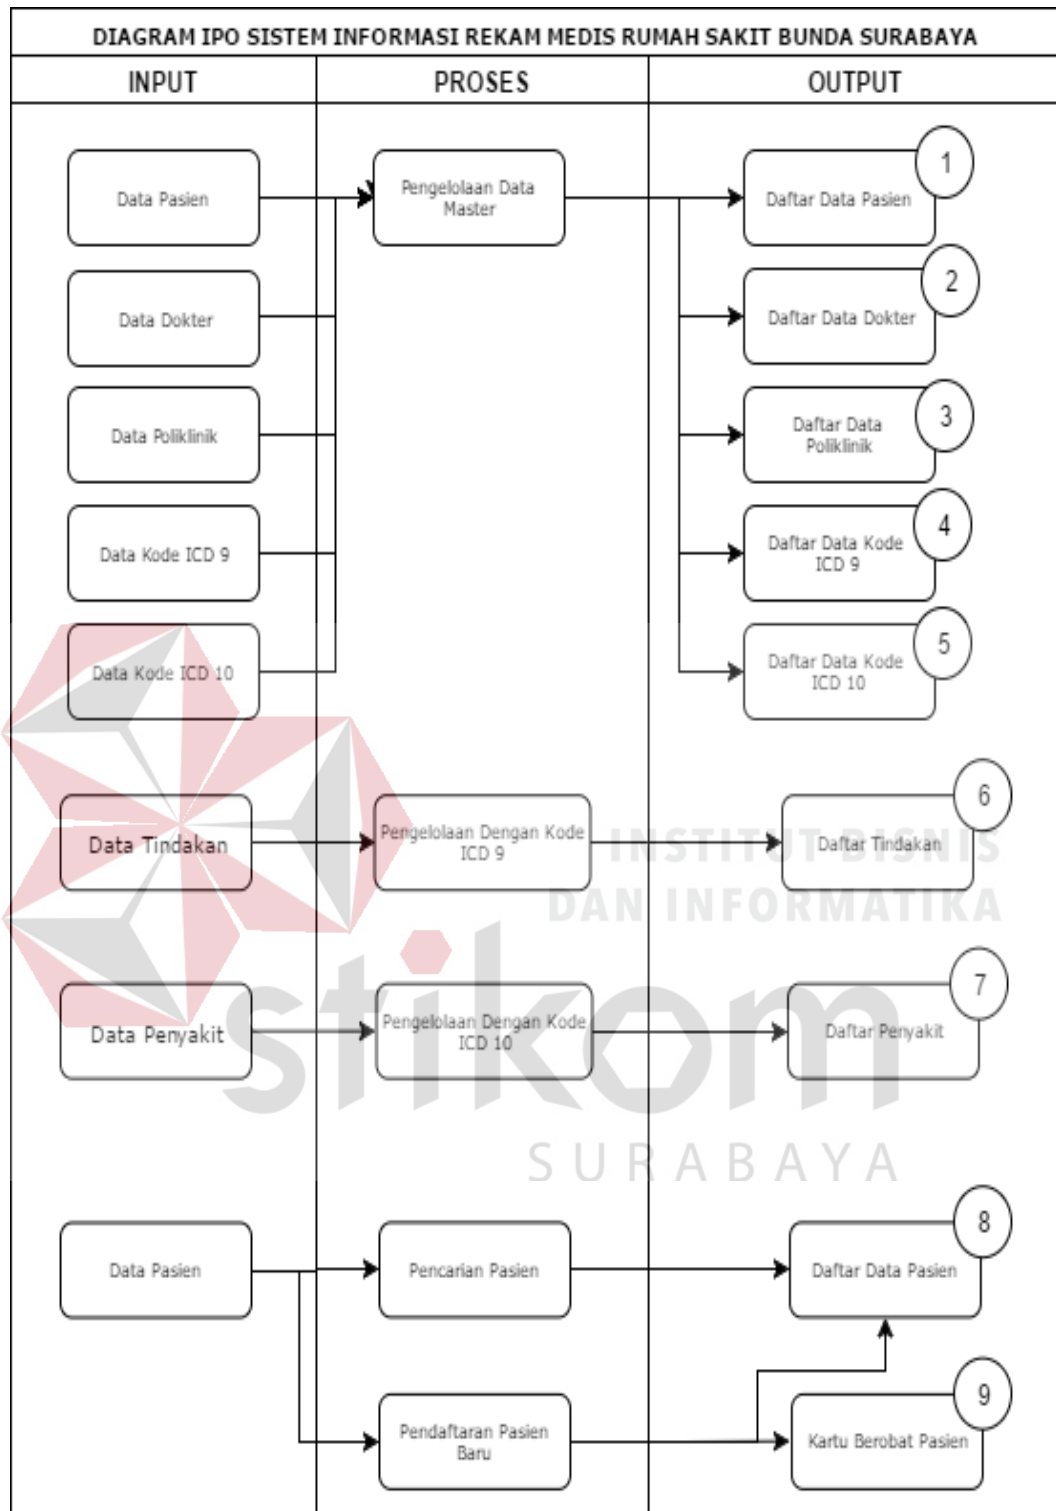 DIAGRAM IPO SISTEM INFORMASI REKAM MEDIS RUMAH SAKIT BUNDA SURABAYA
INPUT
PROSES
OUTPUT
Data Pasien
Pengelolaan Data
Master
Daftar Data Pasien
1
Data Dokter
Daftar Data Dokter
2
Data Poliklinik
Daftar Data
Poliklinik
3
Data Kode ICD 9
Daftar Data Kode
ICD 9
4
Data Kode ICD 10
Daftar Data Kode
ICD 10
5
Data Tindakan
Pengelolaan Dengan Kode
ICD 9
Daftar Tindakan
6
INSTITUT BISNIS
DAN INFORMATIKA
Data Penyakit
Pengelolaan Dengan Kode
ICD 10
Daftar Penyakit
7
stikom
SURABAYA
Data Pasien
Pencarian Pasien
Daftar Data Pasien
8
Pendaftaran Pasien
Baru
Kartu Berobat Pasien
9